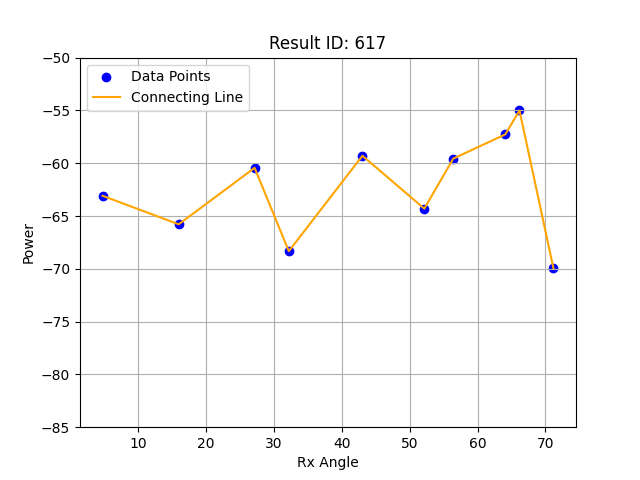 Result ID: 617
Data Points
Connecting Line
−50
−55
−60
−65
−70
−75
−80
−85
Power
10 20 30 40 50 60 70
Rx Angle